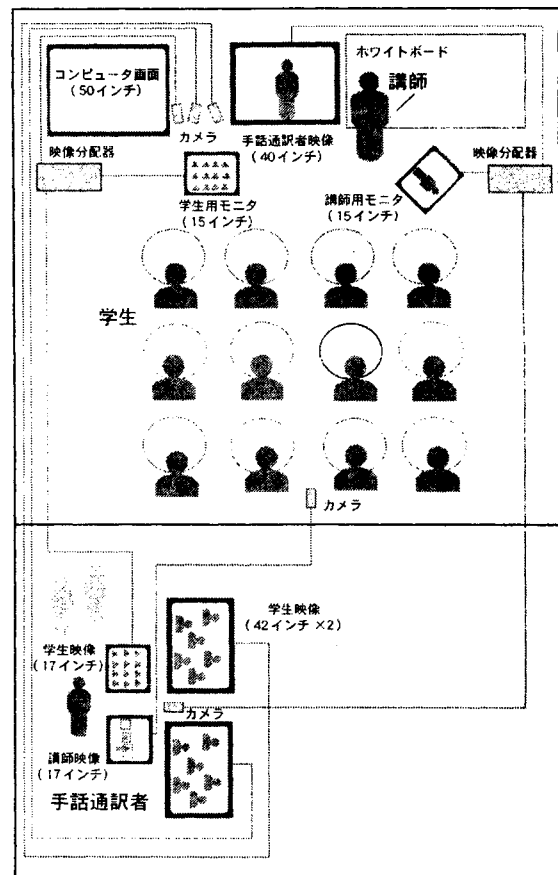 コンピュータ画面
(50インチ)
カメラ
手話通訳者映像
(40インチ)
ホワイトボード
講師
映像分配器
映像分配器
学生用モニタ
(15インチ)
講師用モニタ
(15インチ)
学生
カメラ
学生映像
(17インチ)
学生映像
(42インチ ×2)
カメラ
講師映像
(17インチ)
手話通訳者